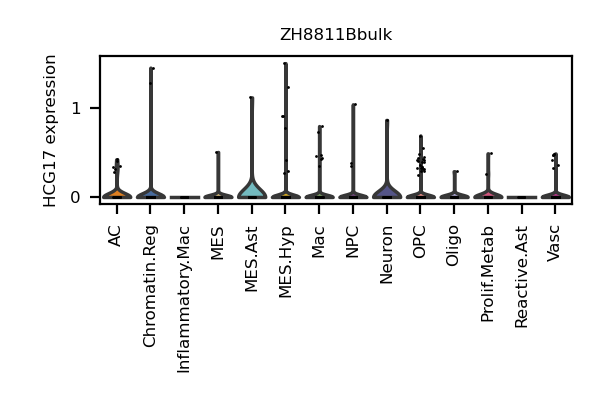 ZH8811Bbulk
HCG17 expression
1
0
AC
Chromatin.Reg
Inflammatory.Mac
MES
MES.Ast
MES.Hyp
Mac
NPC
Neuron
OPC
Oligo
Prolif.Metab
Reactive.Ast
Vasc